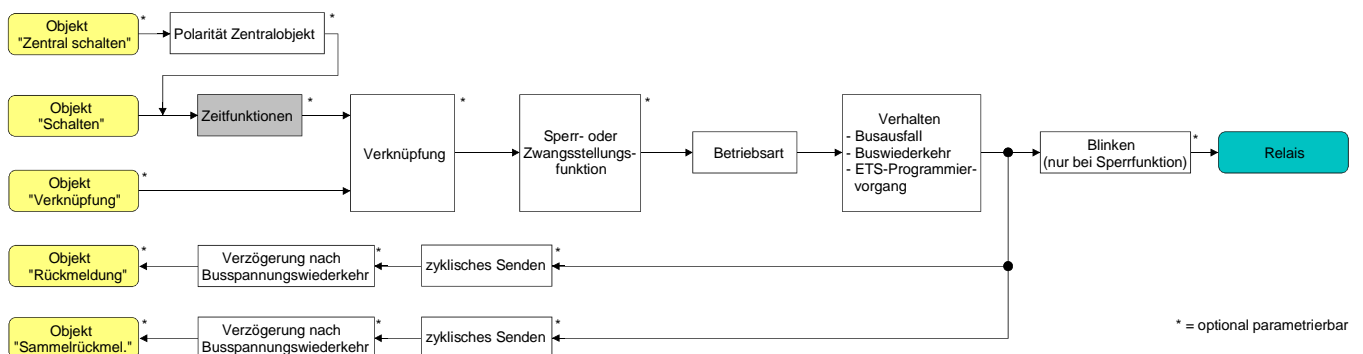 Objekt
"Zentral schalten"
*
Polarität Zentralobjekt
*
Objekt
"Schalten"
Zeitfunktionen
*
Verknüpfung
*
Sperr- oder
Zwangsstellungs-
funktion
*
Betriebsart
Verhalten
- Busausfall
- Buswiederkehr
- ETS-Programmier-
vorgang
Blinken
(nur bei Sperrfunktion)
*
Relais
Objekt
"Verknüpfung"
*
Objekt
"Rückmeldung"
*
Verzögerung nach
Busspannungswiederkehr
*
zyklisches Senden
*
Objekt
"Sammelrückmel."
*
Verzögerung nach
Busspannungswiederkehr
*
zyklisches Senden
*
* = optional parametrierbar